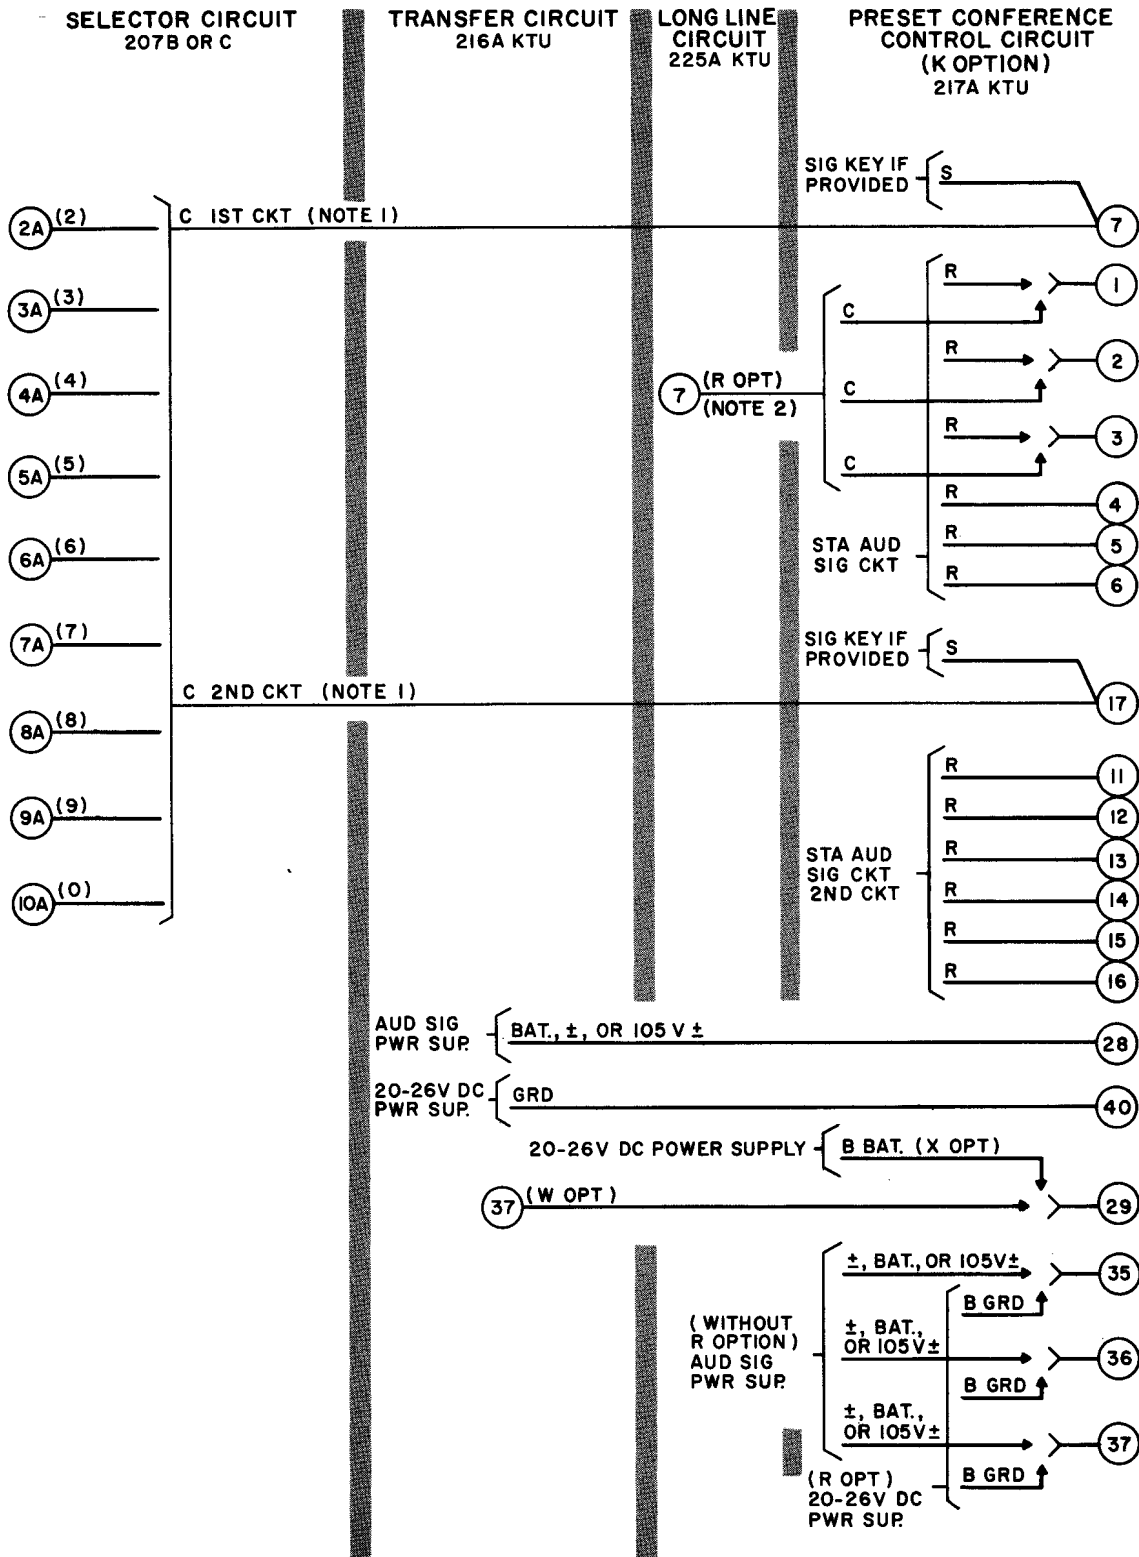 SELECTOR CIRCUIT
207B OR C
TRANSFER CIRCUIT
216A KTU
LONG LINE
CIRCUIT
225A KTU
PRESET CONFERENCE
CONTROL CIRCUIT
(K OPTION)
217A KTU
SIG KEY IF
PROVIDED
S
2A (2)
C 1ST CKT (NOTE 1)
7
3A (3)
4A (4)
5A (5)
6A (6)
7A (7)
8A (8)
9A (9)
10A (0)
7 (R OPT)
(NOTE 2)
C
C
C
R
1
R
2
R
3
R
4
STA AUD
SIG CKT
R
5
R
6
SIG KEY IF
PROVIDED
S
C 2ND CKT (NOTE 1)
17
STA AUD
SIG CKT
2ND CKT
R
11
R
12
R
13
R
14
R
15
R
16
AUD SIG
PWR SUP.
BAT., ±, OR 105 V ±
28
20-26V DC
PWR SUP.
GRD
40
20-26V DC POWER SUPPLY
B BAT. (X OPT)
37 (W OPT)
29
(WITHOUT
R OPTION)
AUD SIG
PWR SUP.
±, BAT., OR 105V±
35
B GRD
±, BAT.,
OR 105V±
36
B GRD
±, BAT.,
OR 105V±
37
B GRD
(R OPT)
20-26V DC
PWR SUP.